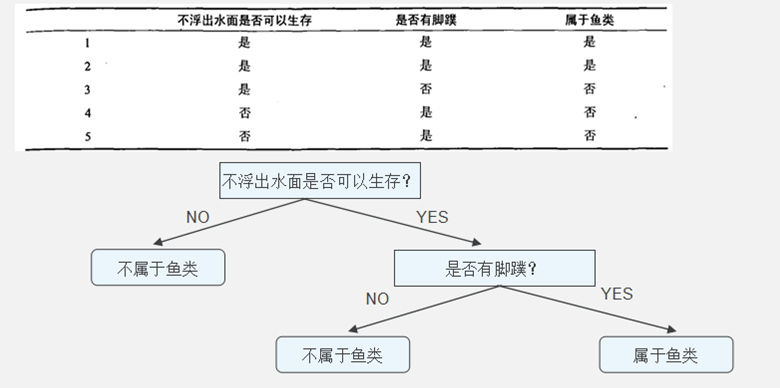 不浮出水面是否可以生存 是否有脚蹼 属于鱼类
1 是 是 是
2 是 是 是
3 是 否 否
4 否 是 否
5 否 是 否
不浮出水面是否可以生存？
NO YES
不属于鱼类
是否有脚蹼？
NO YES
不属于鱼类 属于鱼类